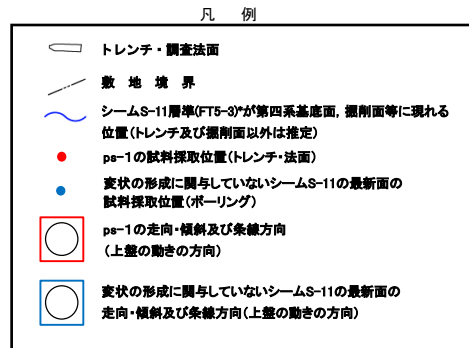 凡 例
トレンチ・調査法面
敷 地 境 界
シームS-11層準(FT5-3)*が第四系基底面，掘削面等に現れる
位置(トレンチ及び掘削面以外は推定)
ps-1の試料採取位置(トレンチ・法面)
変状の形成に関与していないシームS-11の最新面の
試料採取位置(ボーリング)
ps-1の走向・傾斜及び条線方向
(上盤の動きの方向)
変状の形成に関与していないシームS-11の最新面の
走向・傾斜及び条線方向(上盤の動きの方向)